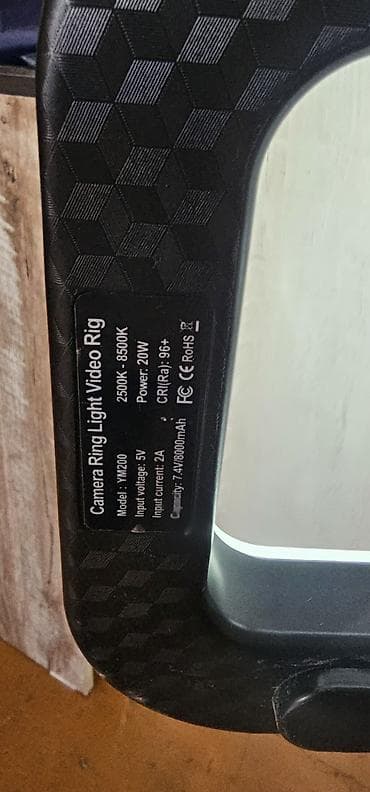 Camera Ring Light Video Rig
Model : YM200 2500K - 8500K
Input voltage: 5V Power: 20W
Input current: 2A CRI(Ra): 96+
Capacity: 7.4V/8000mAh FC CE RoHS